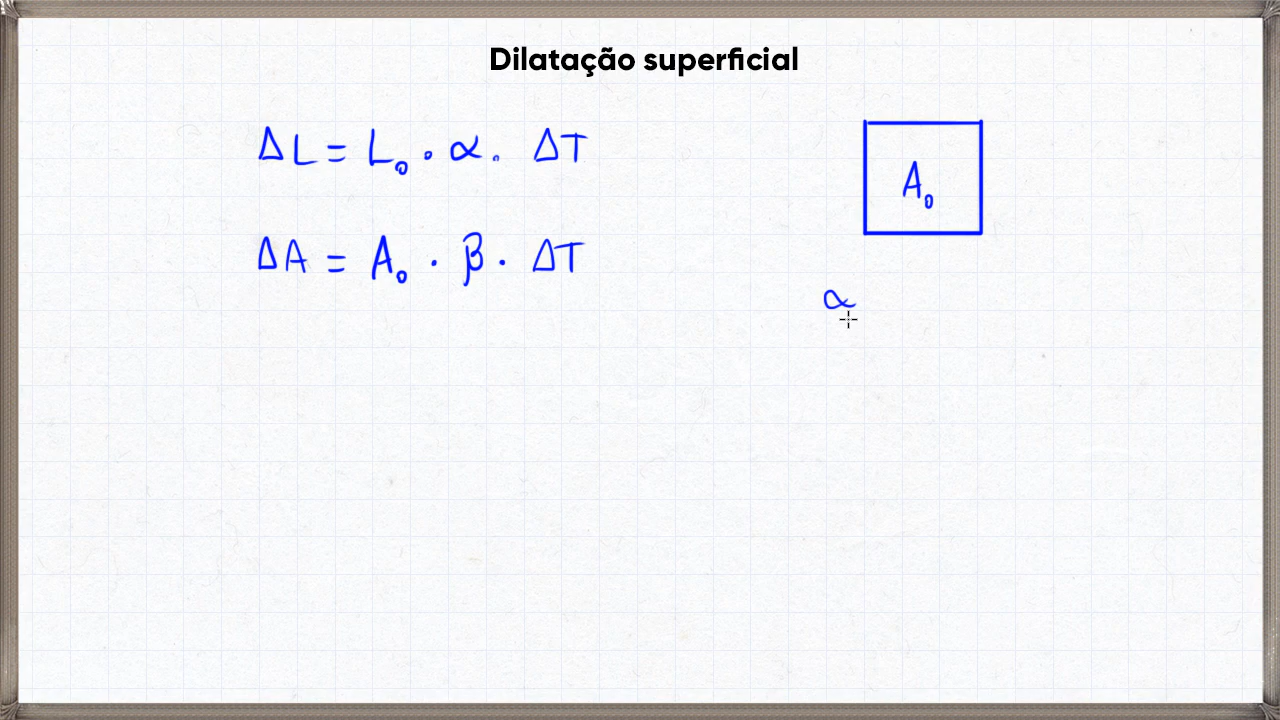 Dilatação superficial
ΔL = L₀ · α · ΔT
A₀
ΔA = A₀ · β · ΔT
α